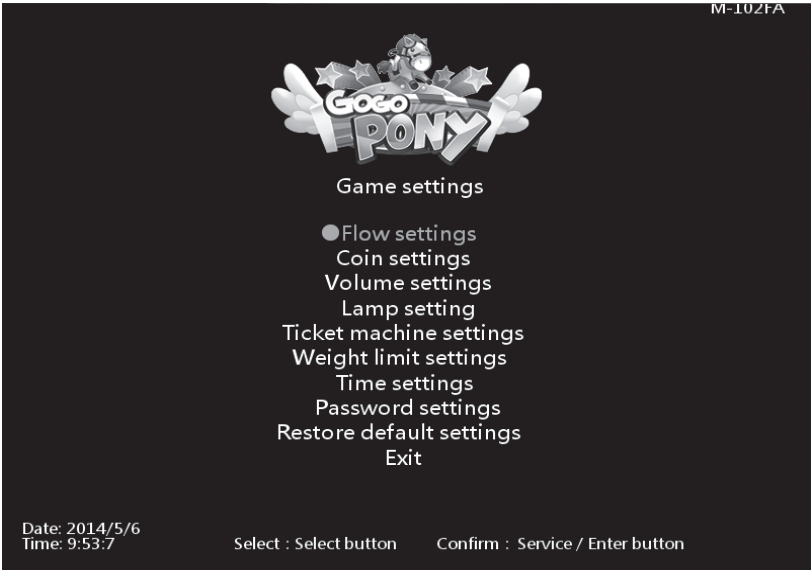 M-102FA
GOGO
PONY
Game settings
Flow settings
Coin settings
Volume settings
Lamp setting
Ticket machine settings
Weight limit settings
Time settings
Password settings
Restore default settings
Exit
Date: 2014/5/6
Time: 9:53:7
Select : Select button Confirm : Service / Enter button